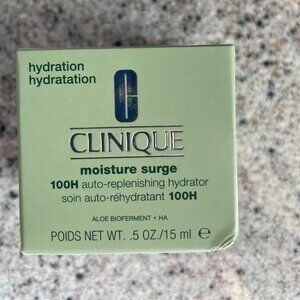 hydration
hydratation
CLINIQUE
moisture surge
100H auto-replenishing hydrator
soin auto-réhydratant 100H
ALOE BIOFERMENT + HA
POIDS NET WT. .5 OZ./15 ml ℮